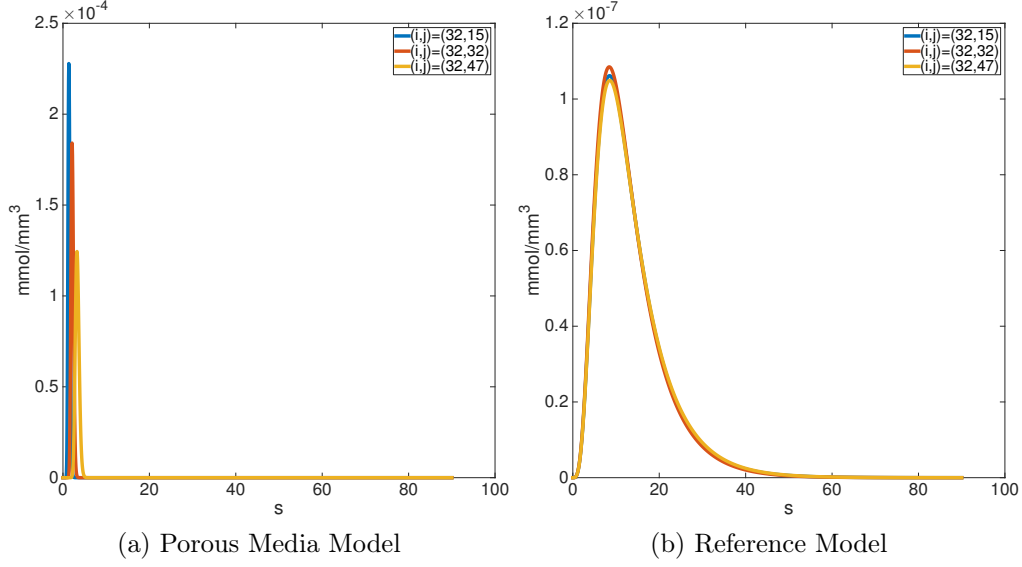 ×10⁻⁴
2.5
2
1.5
1
0.5
0
mmol/mm³
0 20 40 60 80 100
s
(i,j)=(32,15)
(i,j)=(32,32)
(i,j)=(32,47)
(a) Porous Media Model
×10⁻⁷
1.2
1
0.8
0.6
0.4
0.2
0
mmol/mm³
0 20 40 60 80 100
s
(i,j)=(32,15)
(i,j)=(32,32)
(i,j)=(32,47)
(b) Reference Model